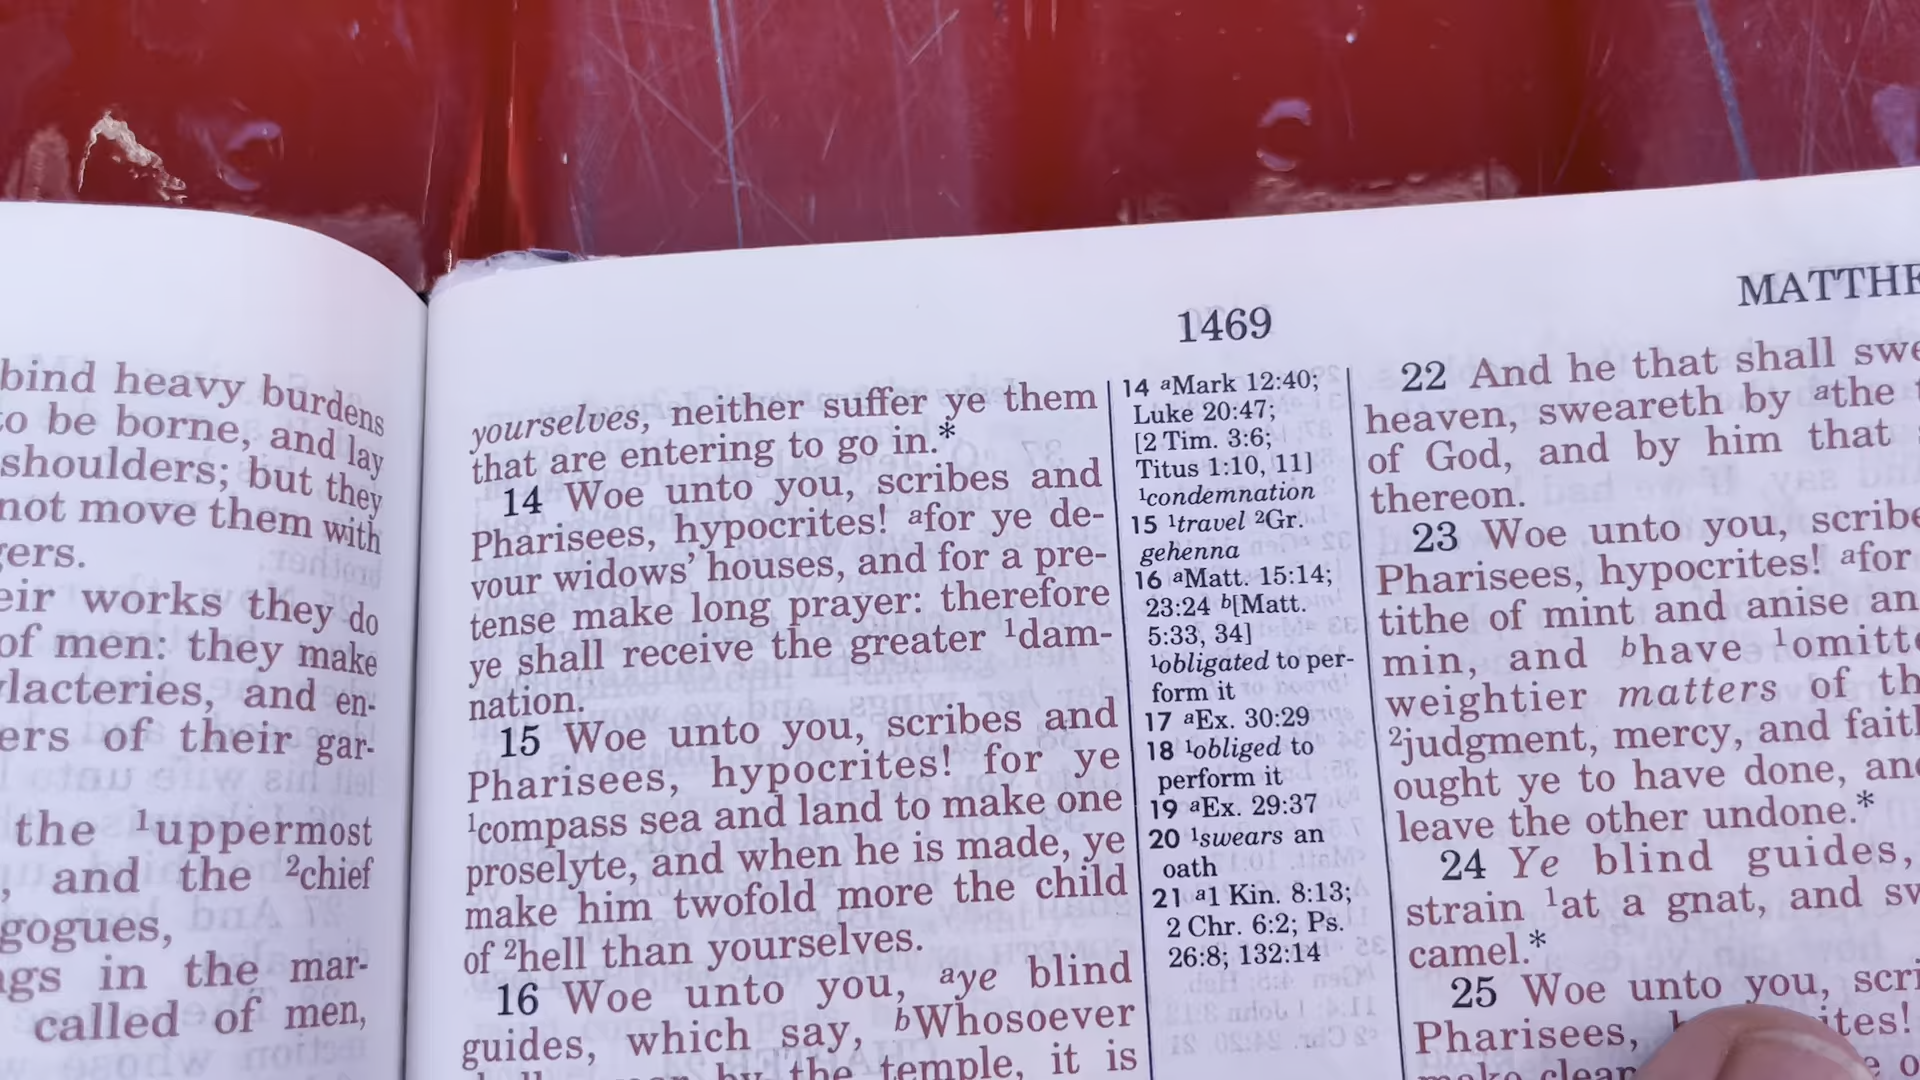 bind heavy burdens
to be borne, and lay
shoulders; but they
not move them with
eir works they do
of men: they make
lacteries, and en-
ers of their gar-
the ¹uppermost
, and the ²chief
gogues,
in the mar-
called of men,
1469
MATTHE
yourselves, neither suffer ye them
that are entering to go in.*
14 Woe unto you, scribes and
Pharisees, hypocrites! ᵃfor ye de-
vour widows' houses, and for a pre-
tense make long prayer: therefore
ye shall receive the greater ¹dam-
nation.
15 Woe unto you, scribes and
Pharisees, hypocrites! for ye
¹compass sea and land to make one
proselyte, and when he is made, ye
make him twofold more the child
of ²hell than yourselves.
16 Woe unto you, ᵃye blind
guides, which say, ᵇWhosoever
by the temple, it is
14 ᵃMark 12:40;
Luke 20:47;
[2 Tim. 3:6;
Titus 1:10, 11]
¹condemnation
15 ¹travel ²Gr.
gehenna
16 ᵃMatt. 15:14;
23:24 ᵇ[Matt.
5:33, 34]
¹obligated to per-
form it
17 ᵃEx. 30:29
18 ¹obliged to
perform it
19 ᵃEx. 29:37
20 ¹swears an
oath
21 ᵃ1 Kin. 8:13;
2 Chr. 6:2; Ps.
26:8; 132:14
22 And he that shall swe
heaven, sweareth by ᵃthe
of God, and by him that
thereon.
23 Woe unto you, scribe
Pharisees, hypocrites! ᵃfor
tithe of mint and anise an
min, and ᵇhave ¹omitte
weightier matters of th
²judgment, mercy, and fait
ought ye to have done, an
leave the other undone.*
24 Ye blind guides,
strain ¹at a gnat, and sw
camel.*
25 Woe unto you, scri
Pharisees,
make clean